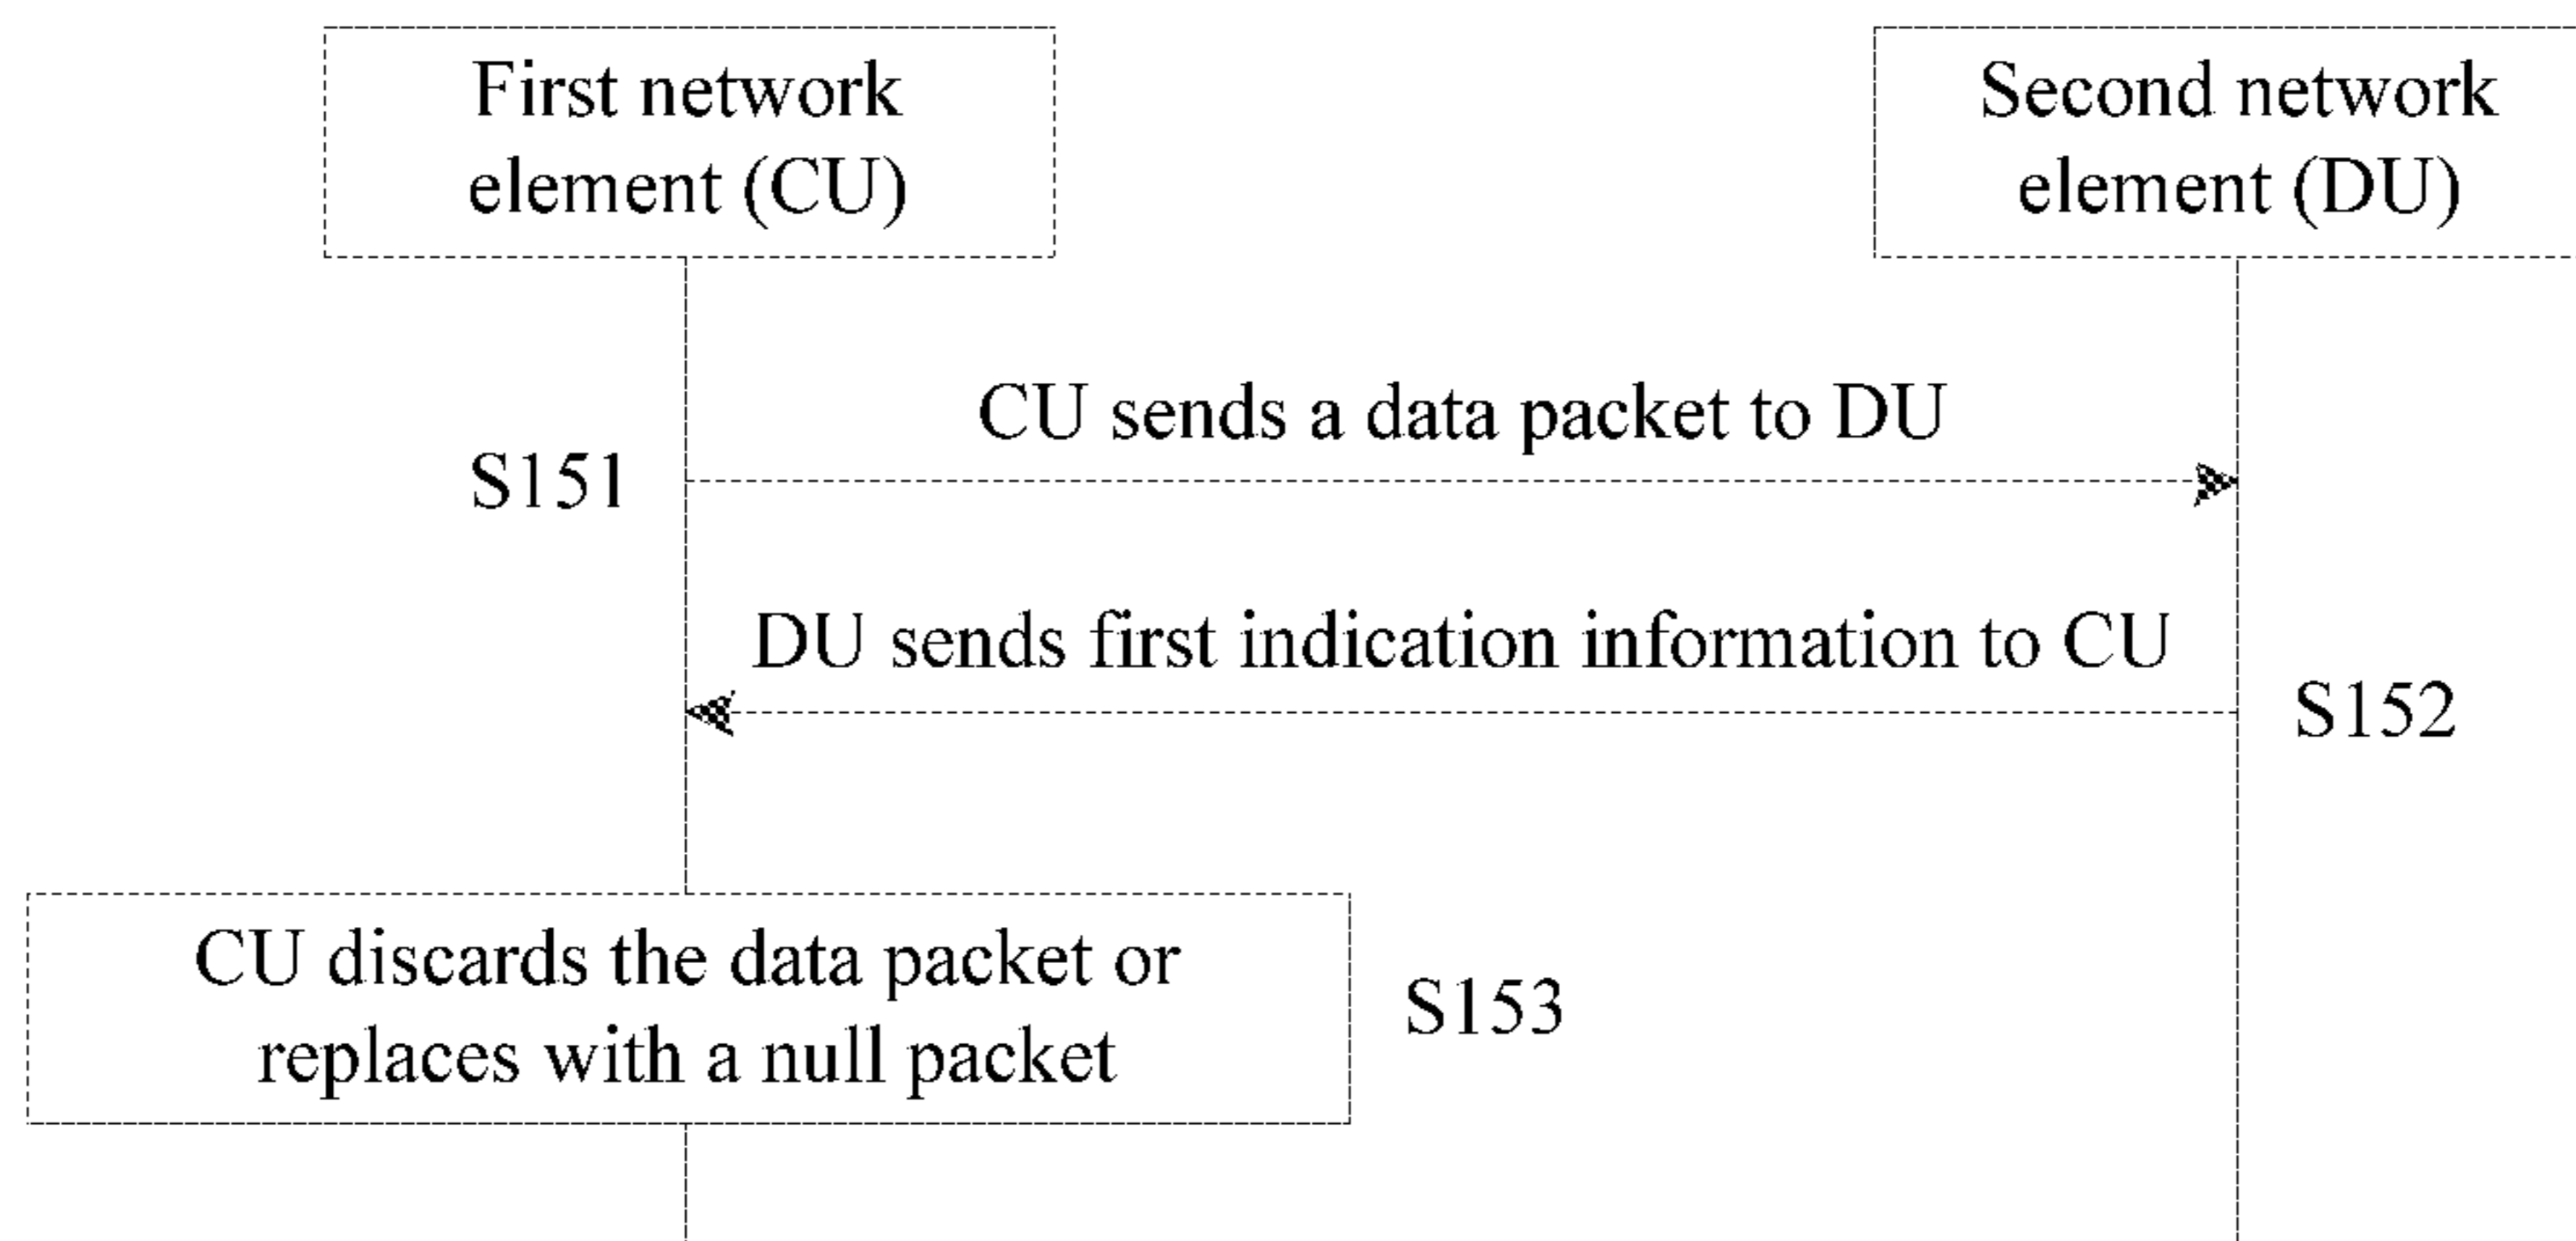 First network
element (CU)
Second network
element (DU)
CU sends a data packet to DU
S151
DU sends first indication information to CU
S152
CU discards the data packet or
replaces with a null packet
S153